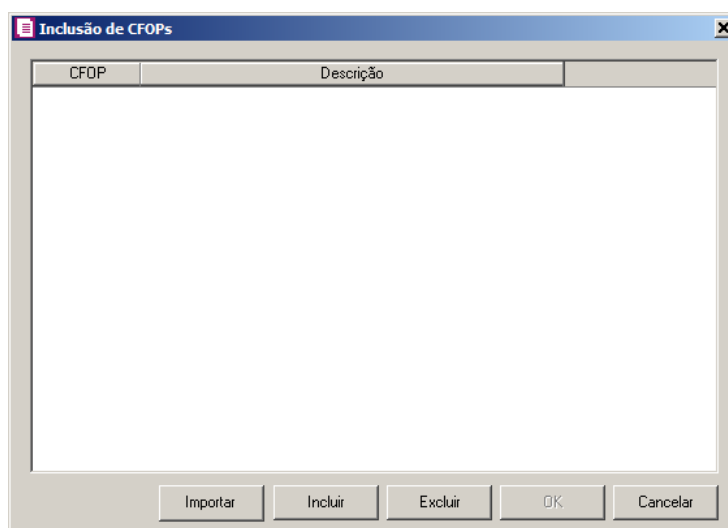 Inclusão de CFOPs
CFOP Descrição
Importar Incluir Excluir OK Cancelar